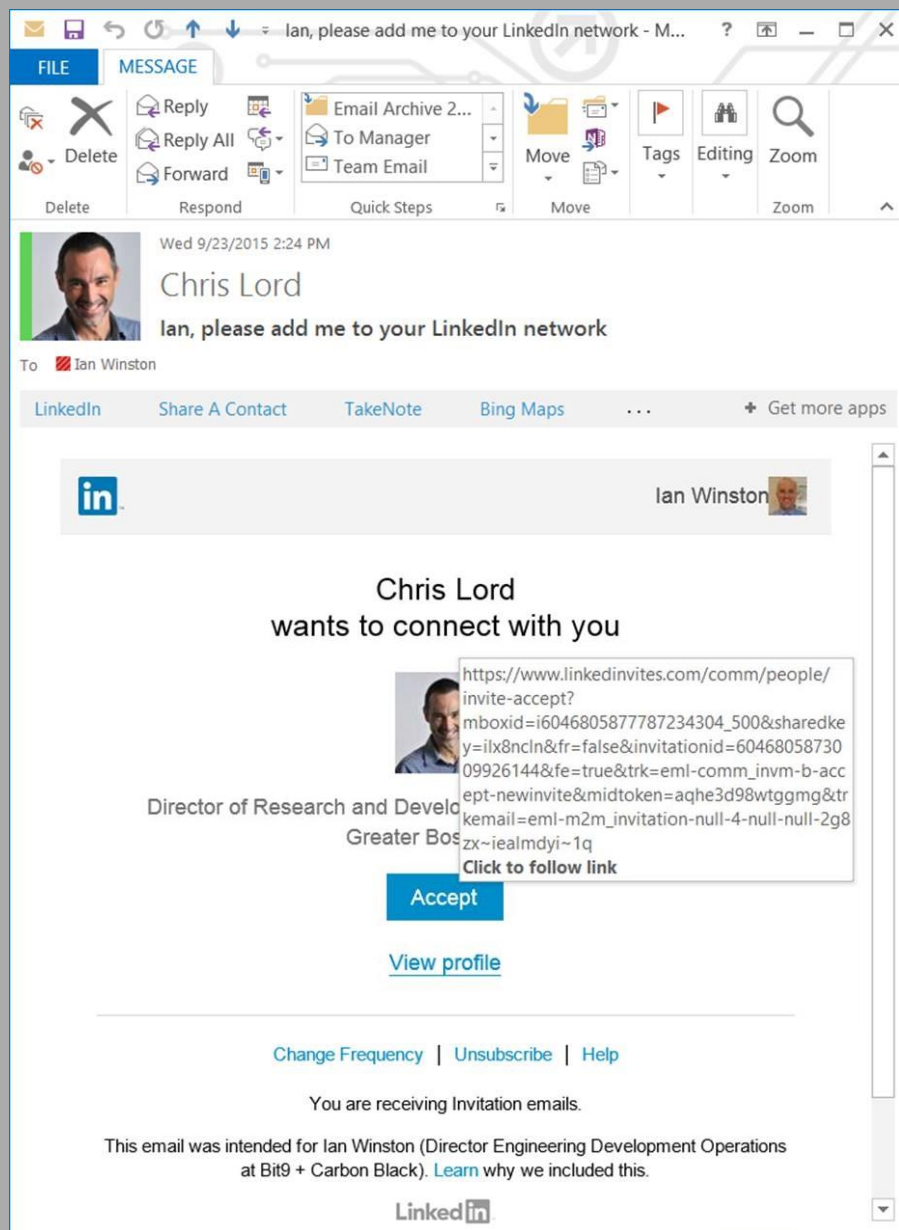 Ian, please add me to your LinkedIn network - M... ?
FILE MESSAGE
Delete
Reply
Reply All
Forward
Email Archive 2...
To Manager
Team Email
Move
Tags
Editing
Zoom
Delete Respond Quick Steps Move Zoom
Wed 9/23/2015 2:24 PM
Chris Lord
Ian, please add me to your LinkedIn network
To Ian Winston
LinkedIn Share A Contact TakeNote Bing Maps ... + Get more apps
in Ian Winston
Chris Lord
wants to connect with you
https://www.linkedinvites.com/comm/people/
invite-accept?
mboxid=i6046805877787234304_500&sharedke
y=ilx8ncln&fr=false&invitationid=60468058730
09926144&fe=true&trk=eml-comm_invm-b-acc
ept-newinvite&midtoken=aqhe3d98wtggmg&tr
kemail=eml-m2m_invitation-null-4-null-null-2g8
zx~iealmdyi~1q
Click to follow link
Director of Research and Develo
Greater Bos
Accept
View profile
Change Frequency | Unsubscribe | Help
You are receiving Invitation emails.
This email was intended for Ian Winston (Director Engineering Development Operations
at Bit9 + Carbon Black). Learn why we included this.
Linked in